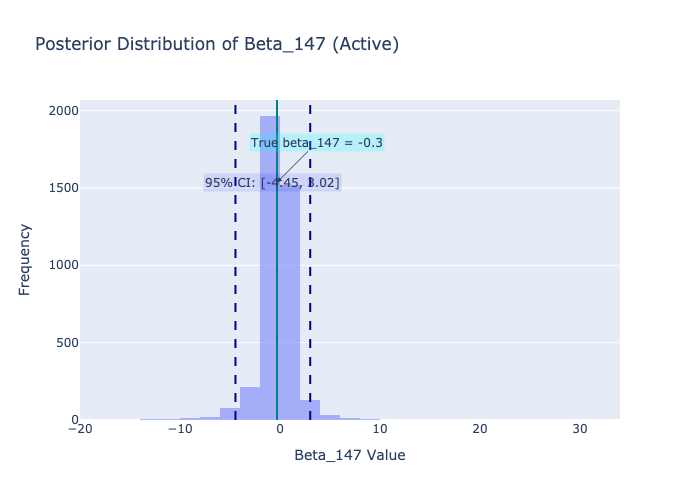 Posterior Distribution of Beta_147 (Active)
2000
True beta_147 = -0.3
95% CI: [-4.45, 3.02]
1500
1000
500
0
Frequency
−20
−10
0
10
20
30
Beta_147 Value